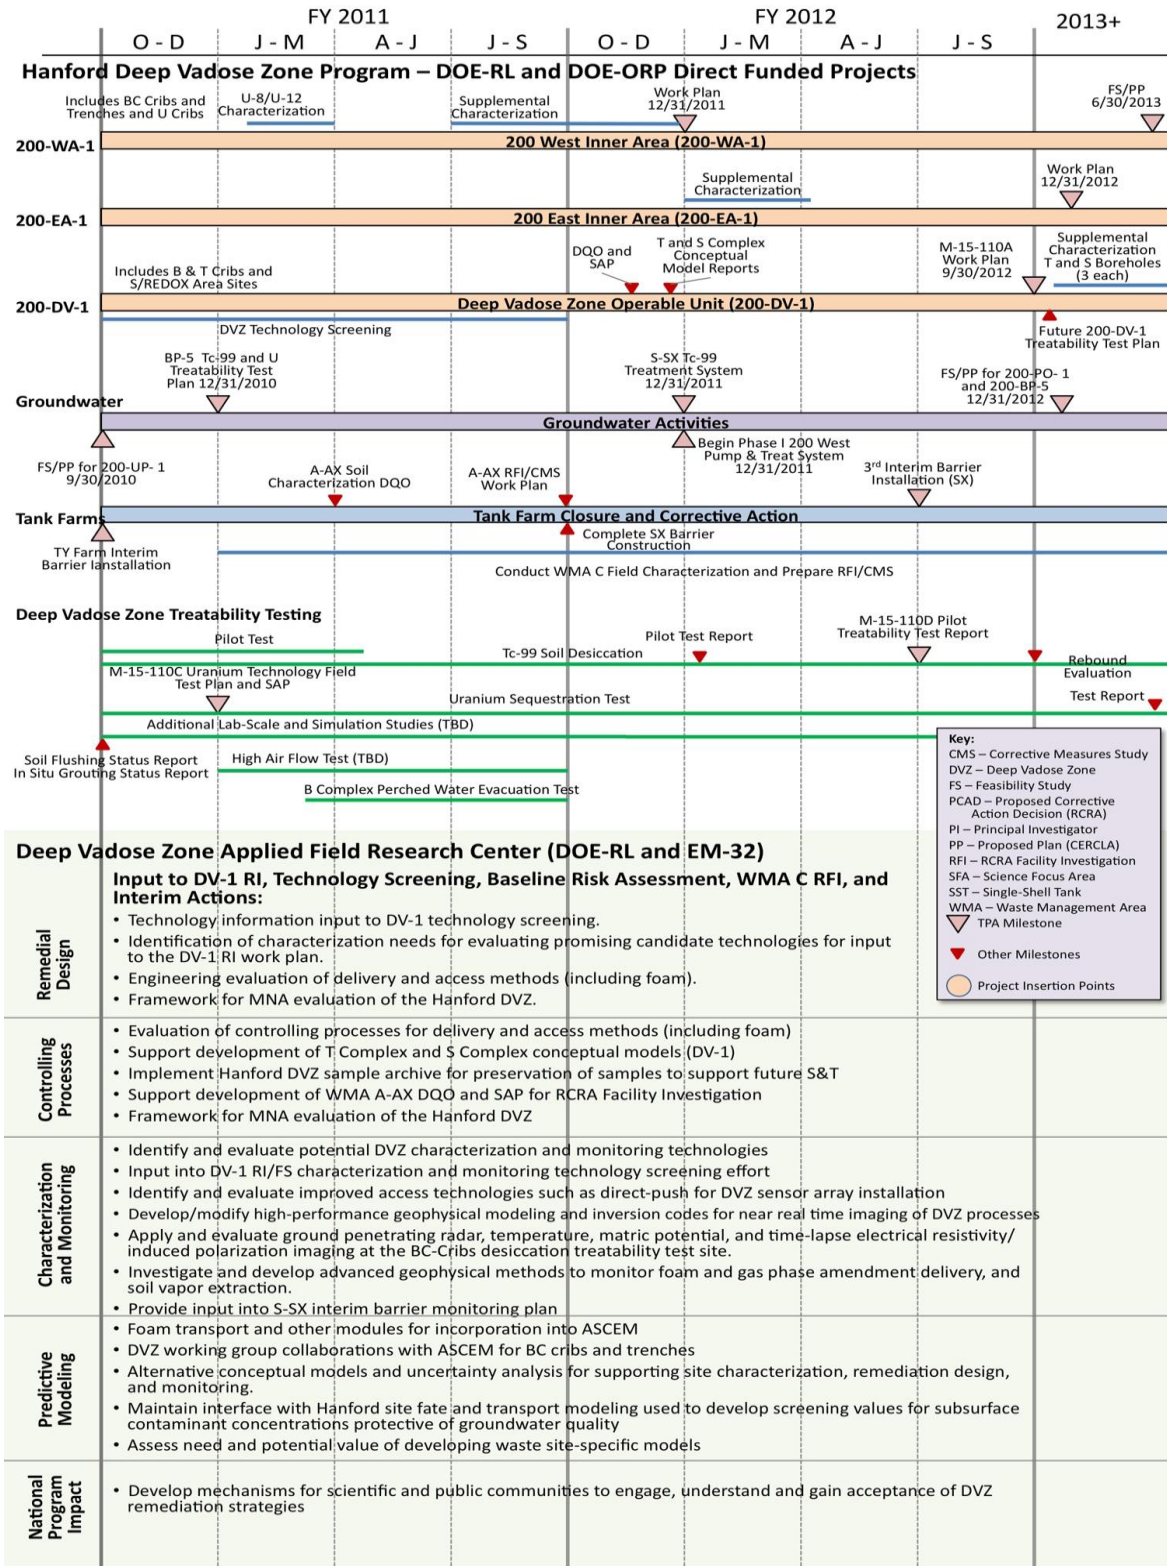 FY 2011
FY 2012
2013+
O - D
J - M
A - J
J - S
O - D
J - M
A - J
J - S
Hanford Deep Vadose Zone Program – DOE-RL and DOE-ORP Direct Funded Projects
Includes BC Cribs and
Trenches and U Cribs
U-8/U-12
Characterization
Supplemental
Characterization
Work Plan
12/31/2011
FS/PP
6/30/2013
200-WA-1
200 West Inner Area (200-WA-1)
Supplemental
Characterization
Work Plan
12/31/2012
200-EA-1
200 East Inner Area (200-EA-1)
Includes B & T Cribs and
S/REDOX Area Sites
DQO and
SAP
T and S Complex
Conceptual
Model Reports
M-15-110A
Work Plan
9/30/2012
Supplemental
Characterization
T and S Boreholes
(3 each)
200-DV-1
Deep Vadose Zone Operable Unit (200-DV-1)
DVZ Technology Screening
Future 200-DV-1
Treatability Test Plan
BP-5 Tc-99 and U
Treatability Test
Plan 12/31/2010
S-SX Tc-99
Treatment System
12/31/2011
FS/PP for 200-PO- 1
and 200-BP-5
12/31/2012
Groundwater
Groundwater Activities
FS/PP for 200-UP- 1
9/30/2010
Begin Phase I 200 West
Pump & Treat System
12/31/2011
A-AX Soil
Characterization DQO
A-AX RFI/CMS
Work Plan
3rd Interim Barrier
Installation (SX)
Tank Farms
Tank Farm Closure and Corrective Action
TY Farm Interim
Barrier Ianstallation
Complete SX Barrier
Construction
Conduct WMA C Field Characterization and Prepare RFI/CMS
Deep Vadose Zone Treatability Testing
Pilot Test
Tc-99 Soil Desiccation
Pilot Test Report
M-15-110D Pilot
Treatability Test Report
Rebound
Evaluation
M-15-110C Uranium Technology Field
Test Plan and SAP
Uranium Sequestration Test
Test Report
Additional Lab-Scale and Simulation Studies (TBD)
Soil Flushing Status Report
In Situ Grouting Status Report
High Air Flow Test (TBD)
B Complex Perched Water Evacuation Test
Key:
CMS – Corrective Measures Study
DVZ – Deep Vadose Zone
FS – Feasibility Study
PCAD – Proposed Corrective
Action Decision (RCRA)
PI – Principal Investigator
PP – Proposed Plan (CERCLA)
RFI – RCRA Facility Investigation
SFA – Science Focus Area
SST – Single-Shell Tank
WMA – Waste Management Area
TPA Milestone
Other Milestones
Project Insertion Points
Deep Vadose Zone Applied Field Research Center (DOE-RL and EM-32)
Input to DV-1 RI, Technology Screening, Baseline Risk Assessment, WMA C RFI, and
Interim Actions:
Remedial
Design
• Technology information input to DV-1 technology screening.
• Identification of characterization needs for evaluating promising candidate technologies for input
to the DV-1 RI work plan.
• Engineering evaluation of delivery and access methods (including foam).
• Framework for MNA evaluation of the Hanford DVZ.
Controlling
Processes
• Evaluation of controlling processes for delivery and access methods (including foam)
• Support development of T Complex and S Complex conceptual models (DV-1)
• Implement Hanford DVZ sample archive for preservation of samples to support future S&T
• Support development of WMA A-AX DQO and SAP for RCRA Facility Investigation
• Framework for MNA evaluation of the Hanford DVZ
Characterization
and Monitoring
• Identify and evaluate potential DVZ characterization and monitoring technologies
• Input into DV-1 RI/FS characterization and monitoring technology screening effort
• Identify and evaluate improved access technologies such as direct-push for DVZ sensor array installation
• Develop/modify high-performance geophysical modeling and inversion codes for near real time imaging of DVZ processes
• Apply and evaluate ground penetrating radar, temperature, matric potential, and time-lapse electrical resistivity/
induced polarization imaging at the BC-Cribs desiccation treatability test site.
• Investigate and develop advanced geophysical methods to monitor foam and gas phase amendment delivery, and
soil vapor extraction.
• Provide input into S-SX interim barrier monitoring plan
Predictive
Modeling
• Foam transport and other modules for incorporation into ASCEM
• DVZ working group collaborations with ASCEM for BC cribs and trenches
• Alternative conceptual models and uncertainty analysis for supporting site characterization, remediation design,
and monitoring.
• Maintain interface with Hanford site fate and transport modeling used to develop screening values for subsurface
contaminant concentrations protective of groundwater quality
• Assess need and potential value of developing waste site-specific models
National
Program
Impact
• Develop mechanisms for scientific and public communities to engage, understand and gain acceptance of DVZ
remediation strategies